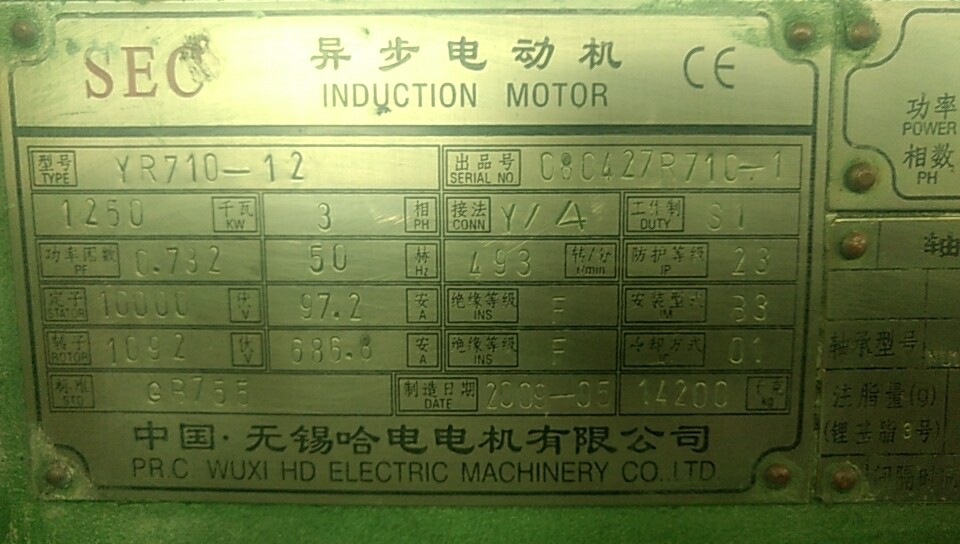 SEC 异步电动机 CE
INDUCTION MOTOR
型号 TYPE YR710-12 出品号 SERIAL NO. 080427R710-1
1250 千瓦 KW 3 相 PH 接法 CONN Y/△ 工作制 DUTY S1
功率因数 PF 0.732 50 赫 Hz 493 转/分 r/min 防护等级 IP 23
定子 STATOR 10000 伏 V 97.2 安 A 绝缘等级 INS F 安装型式 IM B3
转子 ROTOR 1092 伏 V 686.8 安 A 绝缘等级 INS F 冷却方式 IC 01
标准 STD GB755 制造日期 DATE 2009-05 14200 千克 kg
中国·无锡哈电电机有限公司
P.R.C WUXI HD ELECTRIC MACHINERY CO.,LTD
功率
POWER
相数
PH
轴
轴承型号
注脂量(g)
(锂基脂3号)